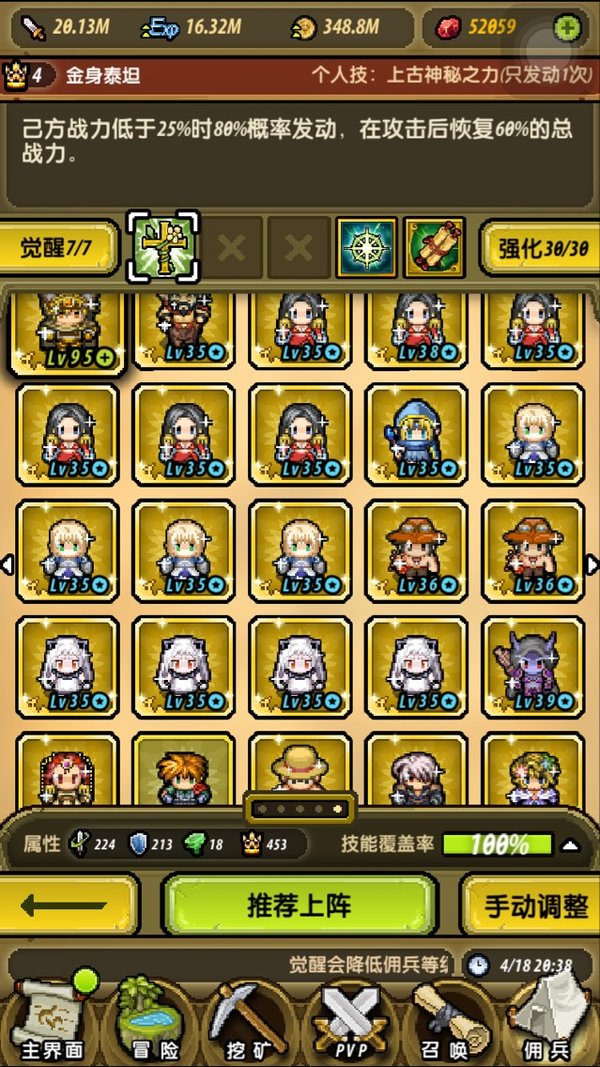 20.13M Exp 16.32M 348.8M 52059
4 金身泰坦 个人技：上古神秘之力(只发动1次)
己方战力低于25%时80%概率发动，在攻击后恢复60%的总
战力。
觉醒7/7 强化30/30
Lv95 Lv35 Lv35 Lv38 Lv35
Lv35 Lv35 Lv35 Lv35 Lv35
Lv35 Lv35 Lv35 Lv36 Lv36
Lv35 Lv35 Lv35 Lv35 Lv39
属性 224 213 18 453 技能覆盖率 100%
推荐上阵 手动调整
觉醒会降低佣兵等级 4/18 20:38
主界面 冒险 挖矿 PVP 召唤 佣兵